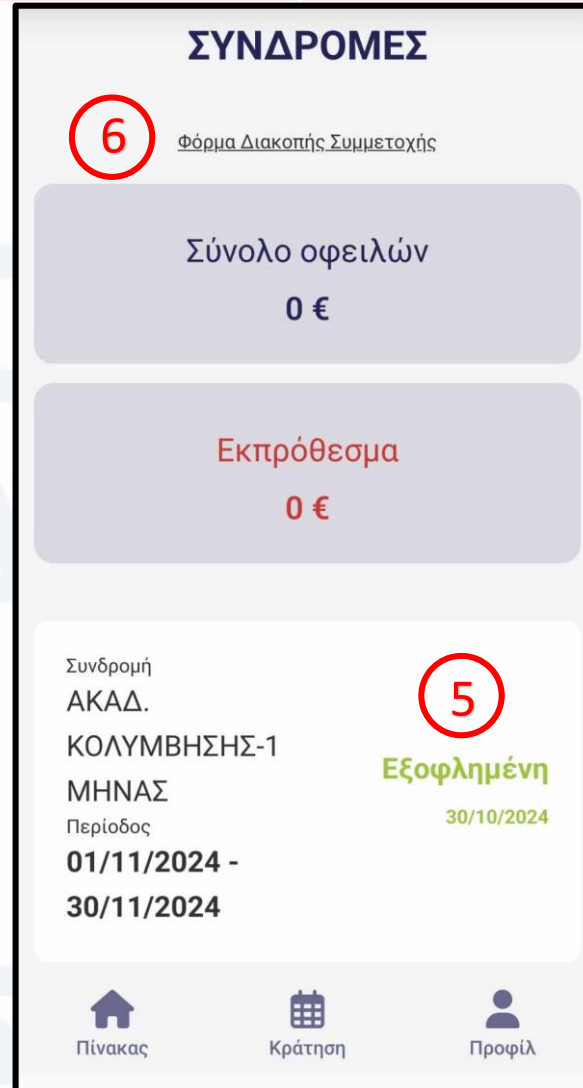 ΣΥΝΔΡΟΜΕΣ
6
Φόρμα Διακοπής Συμμετοχής
Σύνολο οφειλών
0 €
Εκπρόθεσμα
0 €
Συνδρομή
ΑΚΑΔ.
ΚΟΛΥΜΒΗΣΗΣ-1
ΜΗΝΑΣ
Περίοδος
01/11/2024 -
30/11/2024
5
Εξοφλημένη
30/10/2024
Πίνακας
Κράτηση
Προφίλ